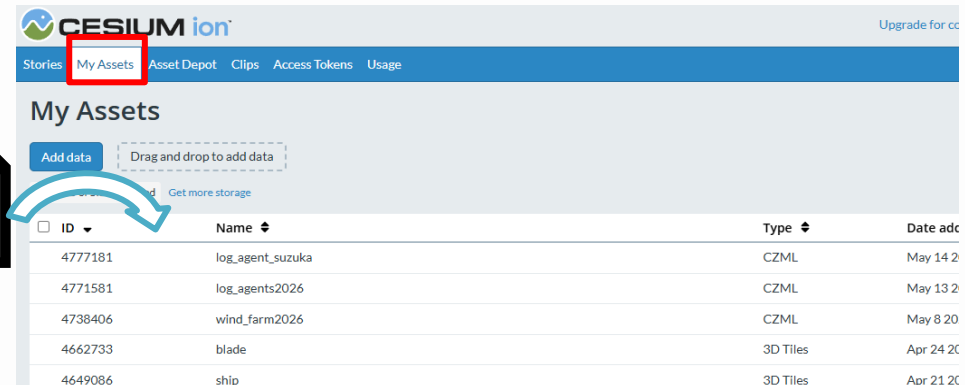 CESIUM ion
Upgrade for co
Stories My Assets Asset Depot Clips Access Tokens Usage
My Assets
Add data Drag and drop to add data
Get more storage
ID Name Type Date add
4777181 log_agent_suzuka CZML May 14 20
4771581 log_agents2026 CZML May 13 20
4738406 wind_farm2026 CZML May 8 20
4662733 blade 3D Tiles Apr 24 20
4649086 ship 3D Tiles Apr 21 20